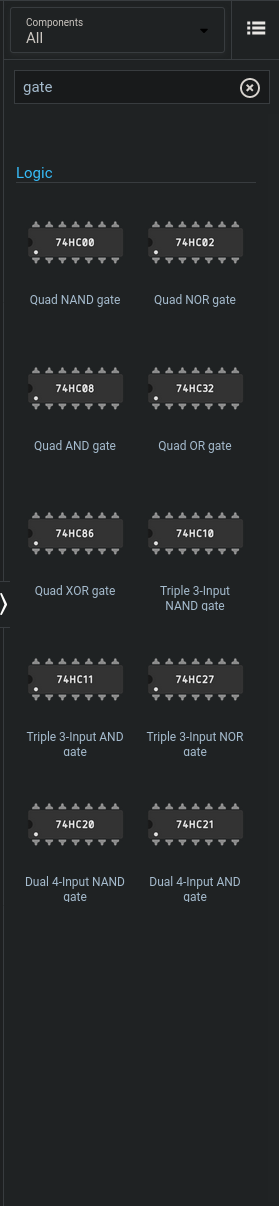 Components
All
gate
Logic
74HC00
74HC02
Quad NAND gate
Quad NOR gate
74HC08
74HC32
Quad AND gate
Quad OR gate
74HC86
74HC10
Quad XOR gate
Triple 3-Input
NAND gate
74HC11
74HC27
Triple 3-Input AND
gate
Triple 3-Input NOR
gate
74HC20
74HC21
Dual 4-Input NAND
gate
Dual 4-Input AND
gate